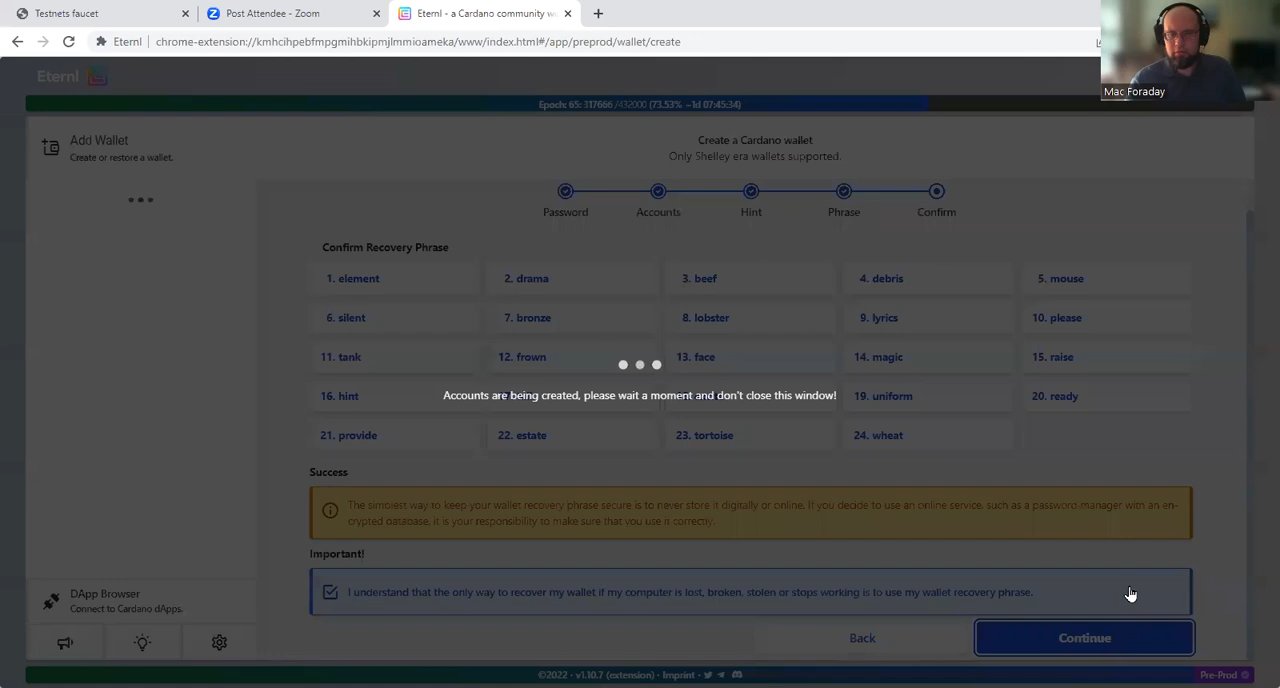 Testnets faucet
Post Attendee - Zoom
Eternl - a Cardano community w
Eternl
chrome-extension://kmhcihpebfmpgmihbkipmjlmmioameka/www/index.html#/app/preprod/wallet/create
Mac Foraday
Eternl
Epoch 65: 317666 /432000 (73.53% ~1d 07:45:34)
Add Wallet
Create or restore a wallet.
Create a Cardano wallet
Only Shelley era wallets supported.
Password
Accounts
Hint
Phrase
Confirm
Confirm Recovery Phrase
1. element
2. drama
3. beef
4. debris
5. mouse
6. silent
7. bronze
8. lobster
9. lyrics
10. please
11. tank
12. frown
13. face
14. magic
15. raise
16. hint
19. uniform
20. ready
Accounts are being created, please wait a moment and don't close this window!
21. provide
22. estate
23. tortoise
24. wheat
Success
The simplest way to keep your wallet recovery phrase secure is to never store it digitally or online. If you decide to use an online service, such as a password manager with an en-
crypted database, it is your responsibility to make sure that you use it correctly.
Important!
I understand that the only way to recover my wallet if my computer is lost, broken, stolen or stops working is to use my wallet recovery phrase.
DApp Browser
Connect to Cardano dApps.
Back
Continue
©2022 · v1.10.7 (extension) · Imprint ·
Pre-Prod